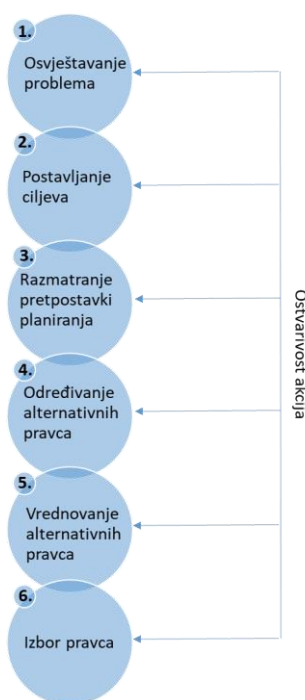 1.
Osvještavanje
problema
2.
Postavljanje
ciljeva
3.
Razmatranje
pretpostavki
planiranja
4.
Određivanje
alternativnih
pravca
5.
Vrednovanje
alternativnih
pravca
6.
Izbor pravca
Ostvarivost akcija